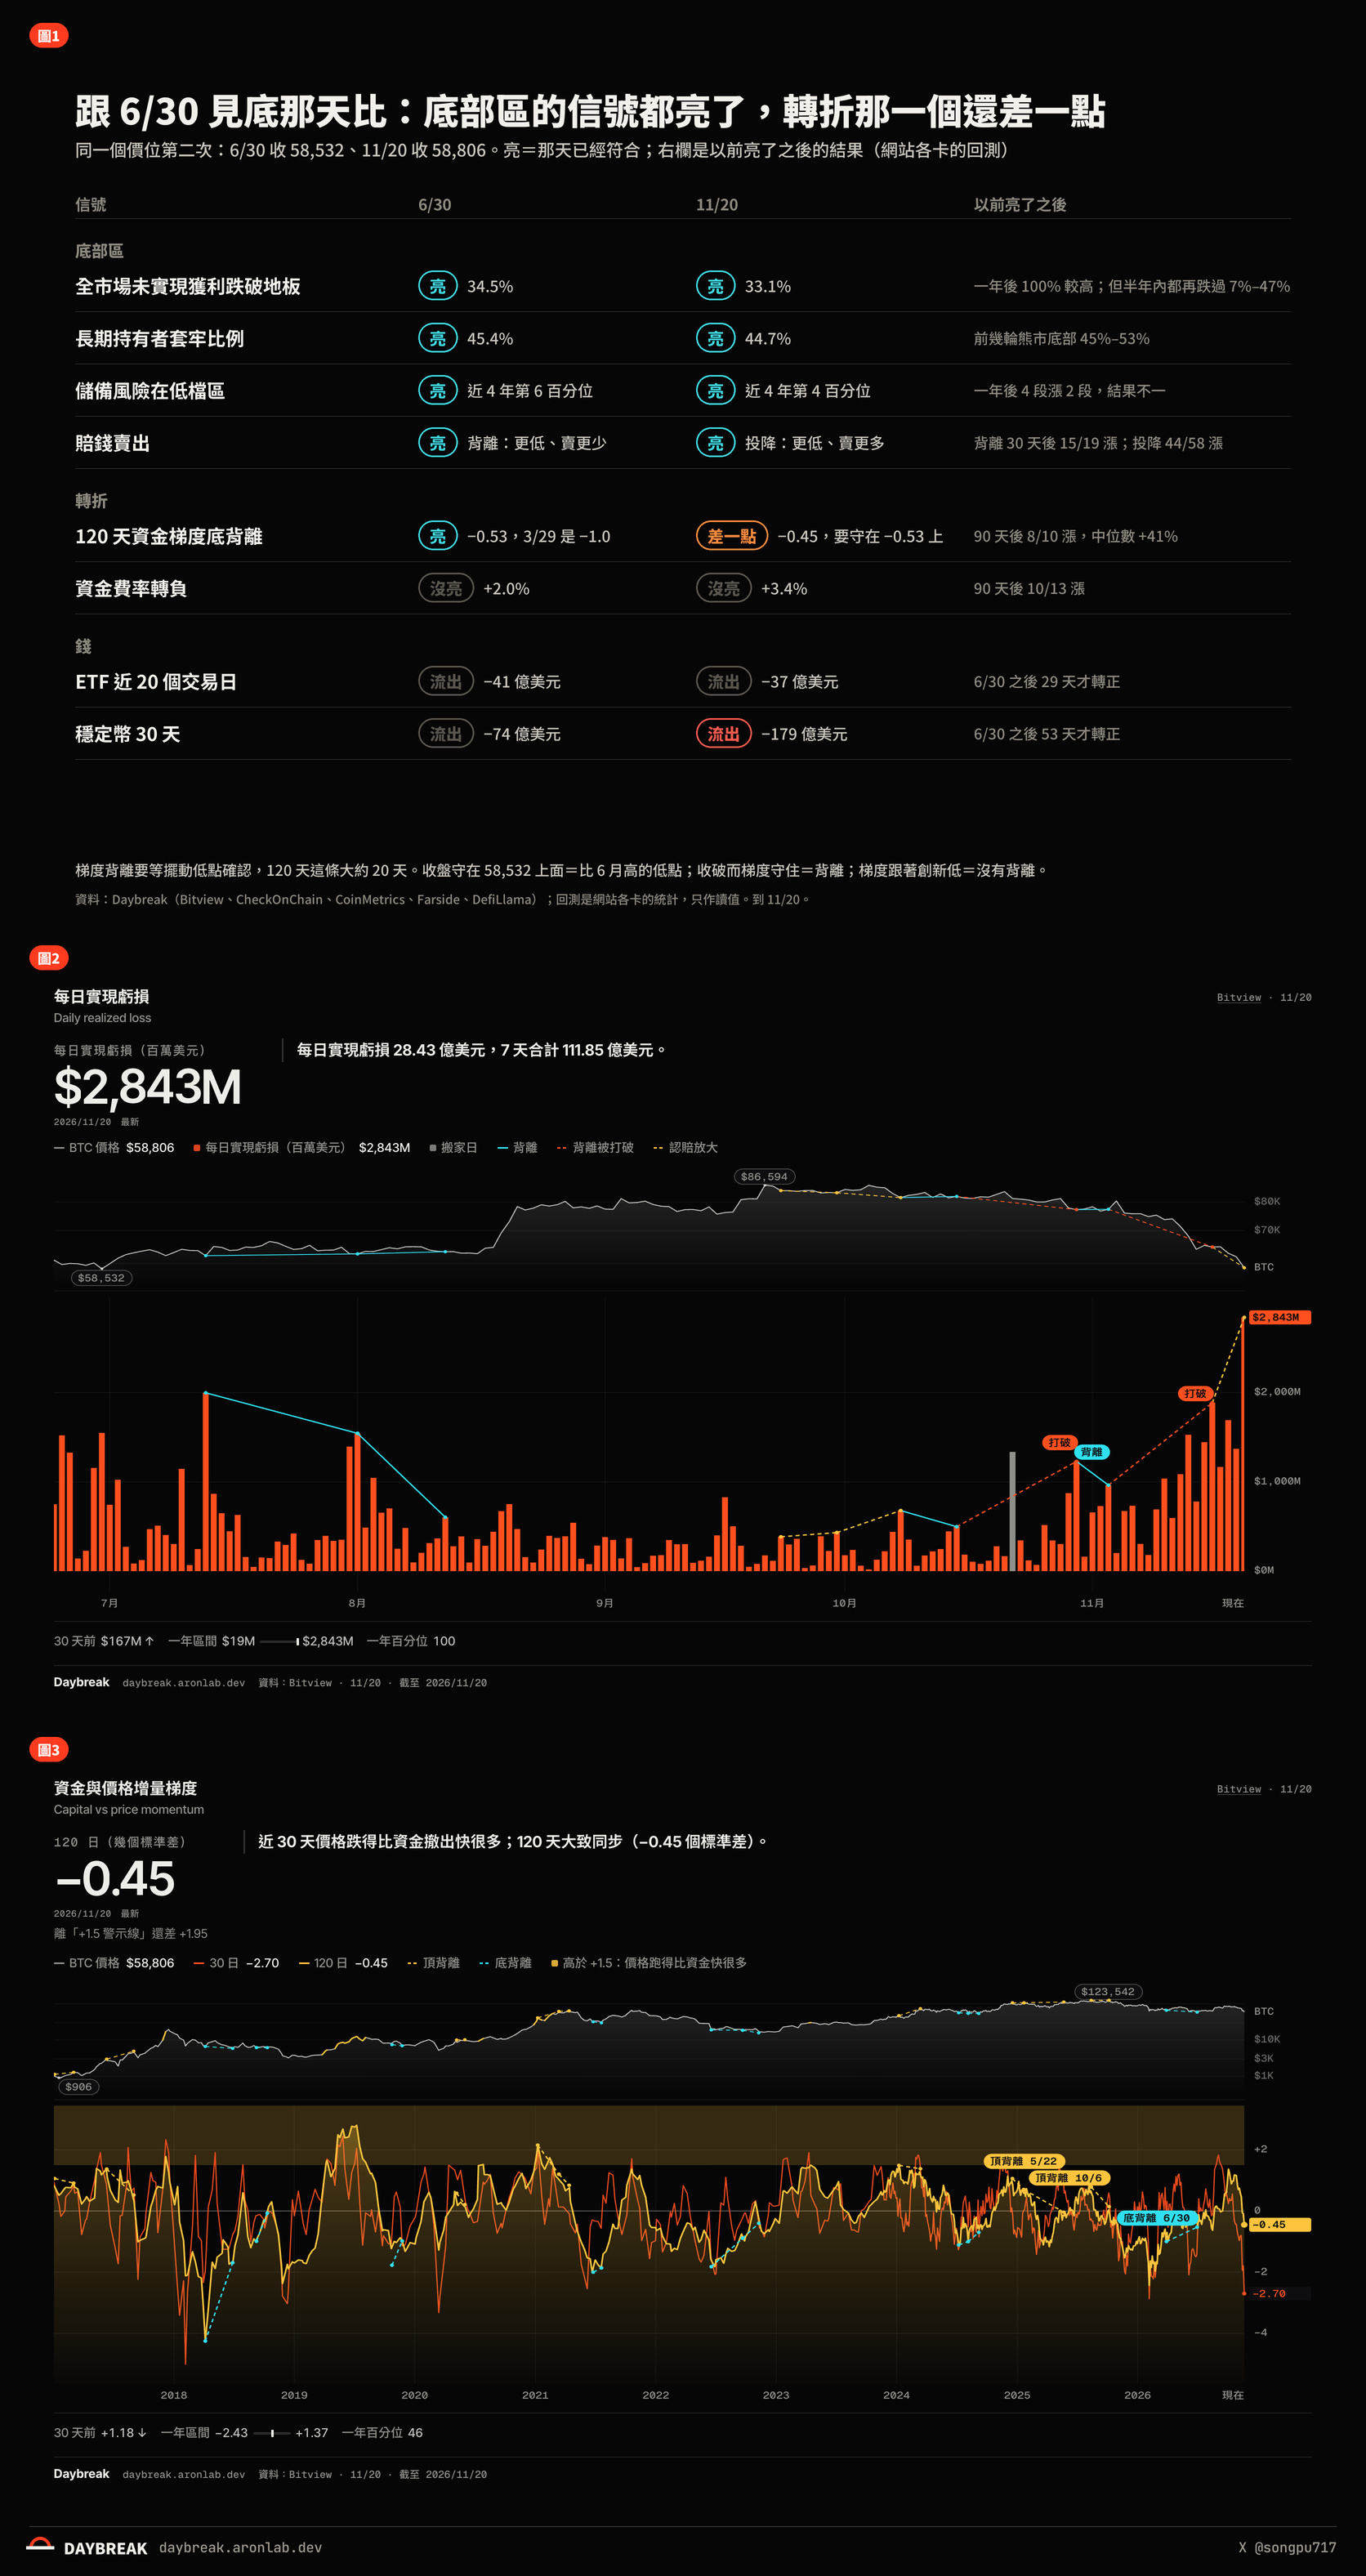 圖1
跟 6/30 見底那天比：底部區的信號都亮了，轉折那一個還差一點
同一個價位第二次：6/30 收 58,532、11/20 收 58,806。亮＝那天已經符合；右欄是以前亮了之後的結果（網站各卡的回測）
信號 6/30 11/20 以前亮了之後
底部區
全市場未實現獲利跌破地板 亮 34.5% 亮 33.1% 一年後 100% 較高；但半年內都再跌過 7%–47%
長期持有者套牢比例 亮 45.4% 亮 44.7% 前幾輪熊市底部 45%–53%
儲備風險在低檔區 亮 近 4 年第 6 百分位 亮 近 4 年第 4 百分位 一年後 4 段漲 2 段，結果不一
賠錢賣出 亮 背離：更低、賣更少 亮 投降：更低、賣更多 背離 30 天後 15/19 漲；投降 44/58 漲
轉折
120 天資金梯度底背離 亮 −0.53，3/29 是 −1.0 差一點 −0.45，要守在 −0.53 上 90 天後 8/10 漲，中位數 +41%
資金費率轉負 沒亮 +2.0% 沒亮 +3.4% 90 天後 10/13 漲
錢
ETF 近 20 個交易日 流出 −41 億美元 流出 −37 億美元 6/30 之後 29 天才轉正
穩定幣 30 天 流出 −74 億美元 流出 −179 億美元 6/30 之後 53 天才轉正
梯度背離要等擺動低點確認，120 天這條大約 20 天。收盤守在 58,532 上面＝比 6 月高的低點；收破而梯度守住＝背離；梯度跟著創新低＝沒有背離。
資料：Daybreak（Bitview、CheckOnChain、CoinMetrics、Farside、DefiLlama）；回測是網站各卡的統計，只作讀值。到 11/20。
圖2
每日實現虧損 Bitview · 11/20
Daily realized loss
每日實現虧損（百萬美元） 每日實現虧損 28.43 億美元，7 天合計 111.85 億美元。
$2,843M
2026/11/20 最新
BTC 價格 $58,806 每日實現虧損（百萬美元） $2,843M 搬家日 背離 背離被打破 認賠放大
$86,594
$80K
$70K
BTC
$58,532
$2,843M
打破
$2,000M
打破
背離
$1,000M
$0M
7月 8月 9月 10月 11月 現在
30 天前 $167M ↑ 一年區間 $19M $2,843M 一年百分位 100
Daybreak daybreak.aronlab.dev 資料：Bitview · 11/20 · 截至 2026/11/20
圖3
資金與價格增量梯度 Bitview · 11/20
Capital vs price momentum
120 日（幾個標準差） 近 30 天價格跌得比資金撤出快很多；120 天大致同步（−0.45 個標準差）。
−0.45
2026/11/20 最新
離「+1.5 警示線」還差 +1.95
BTC 價格 $58,806 30 日 −2.70 120 日 −0.45 頂背離 底背離 高於 +1.5：價格跑得比資金快很多
$123,542
BTC
$10K
$3K
$1K
$906
+2
頂背離 5/22
頂背離 10/6
0
底背離 6/30
−0.45
−2
−2.70
−4
2018 2019 2020 2021 2022 2023 2024 2025 2026 現在
30 天前 +1.18 ↓ 一年區間 −2.43 +1.37 一年百分位 46
Daybreak daybreak.aronlab.dev 資料：Bitview · 11/20 · 截至 2026/11/20
DAYBREAK daybreak.aronlab.dev X @songpu717